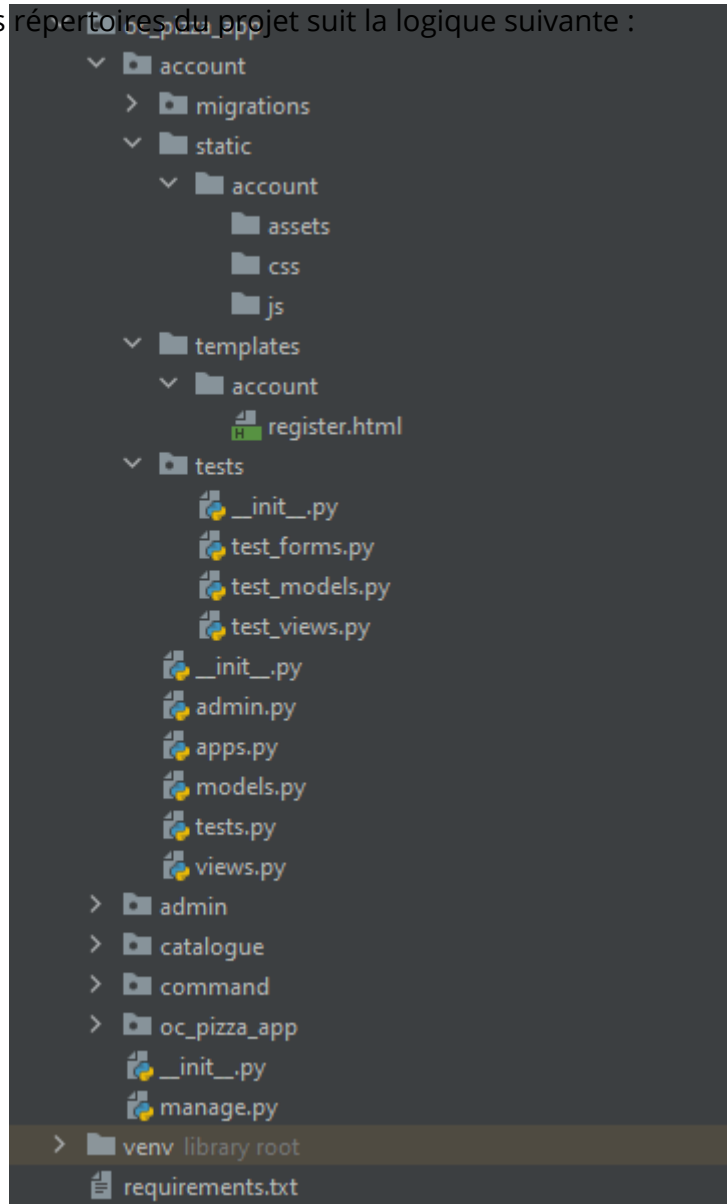 s répertoires du projet suit la logique suivante :
oc_pizza_app
account
migrations
static
account
assets
css
js
templates
account
register.html
tests
__init__.py
test_forms.py
test_models.py
test_views.py
__init__.py
admin.py
apps.py
models.py
tests.py
views.py
admin
catalogue
command
oc_pizza_app
__init__.py
manage.py
venv library root
requirements.txt